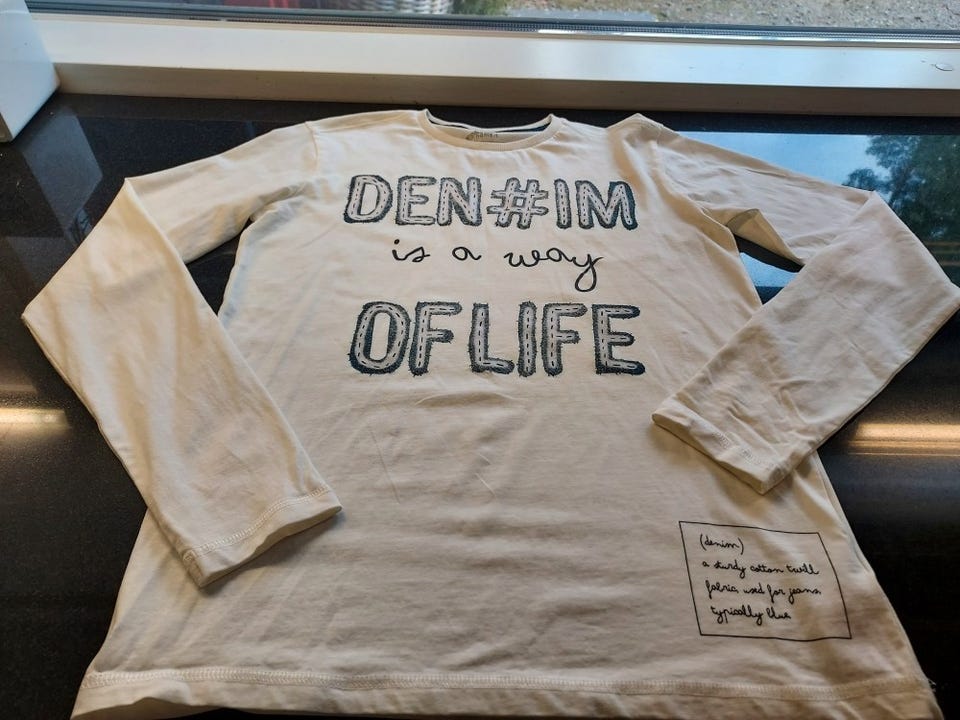 DEN#IM
is a way
OF LIFE
(denim)
a sturdy cotton twill
fabric, used for jeans,
typically blue.